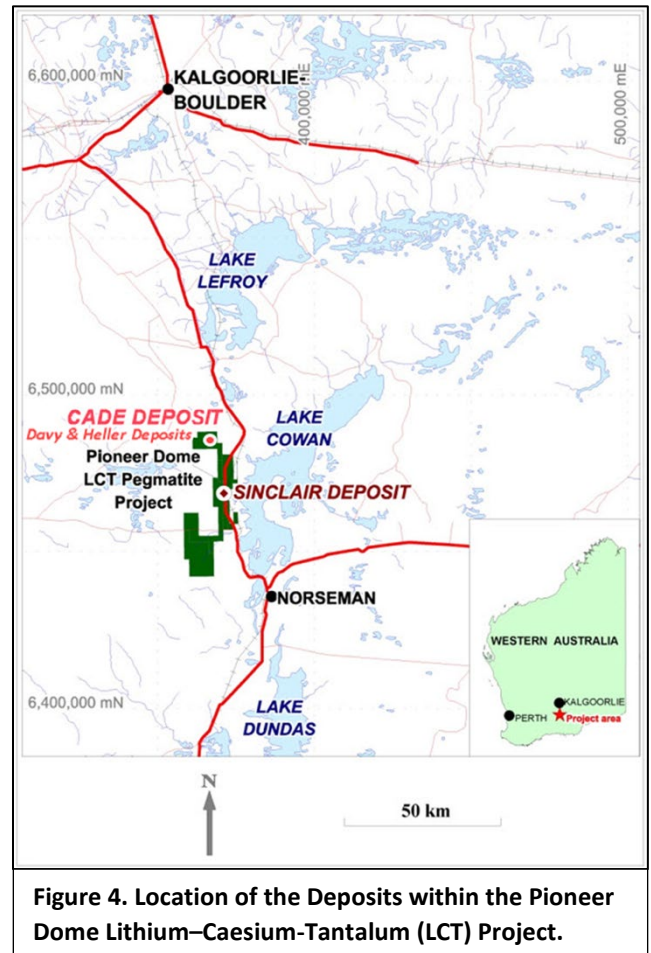 6,600,000 mN
KALGOORLIE-
BOULDER
400,000 mE
500,000 mE
LAKE
LEFROY
6,500,000 mN
CADE DEPOSIT
Davy & Heller Deposits
LAKE
COWAN
Pioneer Dome
LCT Pegmatite
Project
SINCLAIR DEPOSIT
NORSEMAN
WESTERN AUSTRALIA
KALGOORLIE
PERTH
Project area
6,400,000 mN
LAKE
DUNDAS
N
50 km
Figure 4. Location of the Deposits within the Pioneer
Dome Lithium–Caesium-Tantalum (LCT) Project.